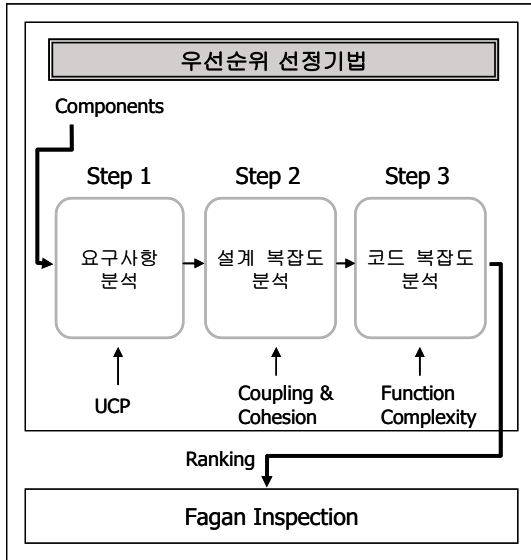 우선순위 선정기법
Components
Step 1
Step 2
Step 3
요구사항
분석
설계 복잡도
분석
코드 복잡도
분석
UCP
Coupling &
Cohesion
Function
Complexity
Ranking
Fagan Inspection